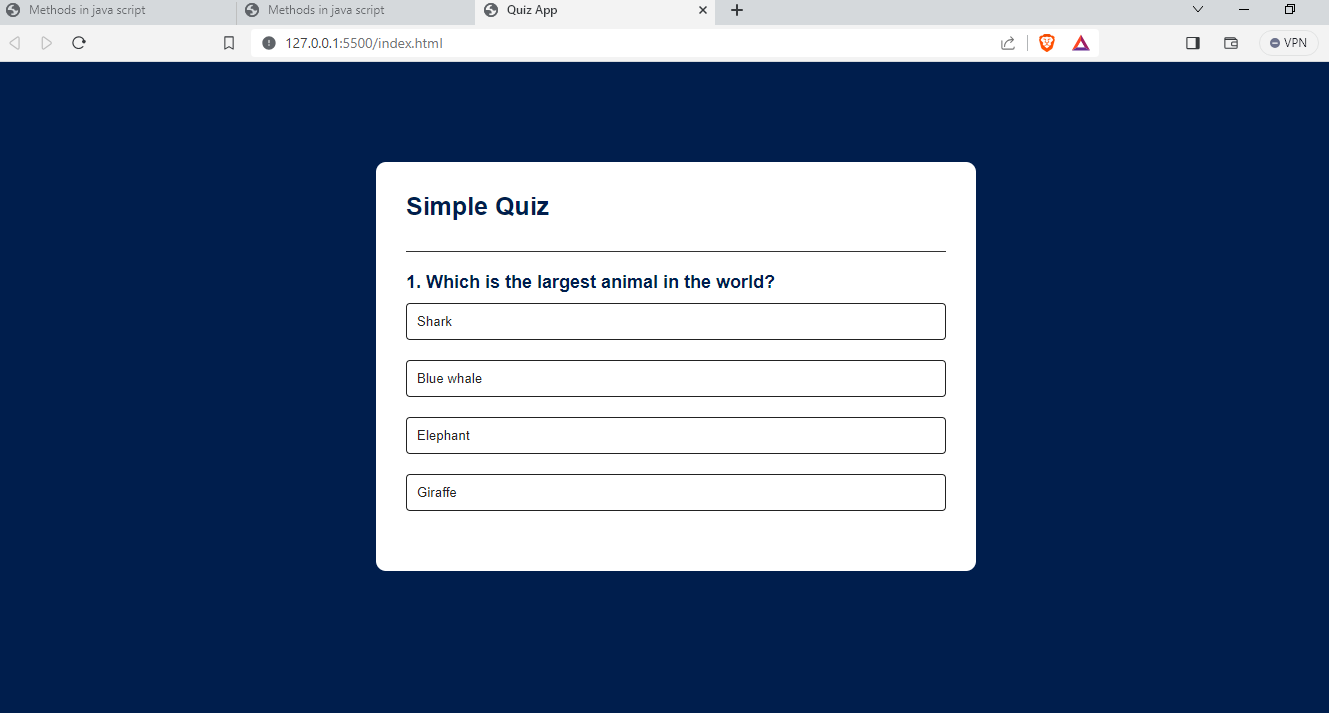 Methods in java script
Methods in java script
Quiz App
127.0.0.1:5500/index.html
VPN
Simple Quiz
1. Which is the largest animal in the world?
Shark
Blue whale
Elephant
Giraffe